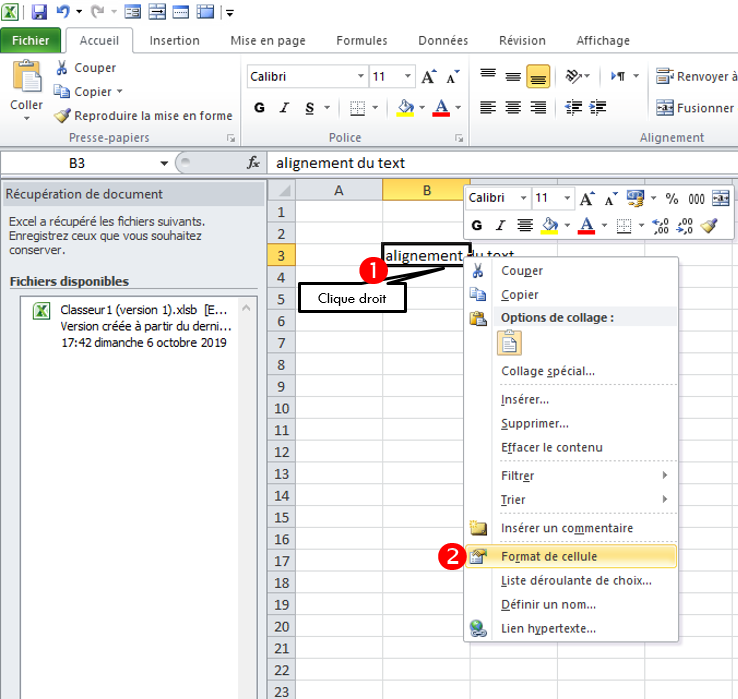 Fichier Accueil Insertion Mise en page Formules Données Révision Affichage
Coller
Couper
Copier
Reproduire la mise en forme
Presse-papiers
Calibri 11 A A
G I S A
Police
Renvoyer à
Fusionner
Alignement
B3 fx alignement du text
Récupération de document
Excel a récupéré les fichiers suivants.
Enregistrez ceux que vous souhaitez
conserver.
Fichiers disponibles
Classeur1 (version 1).xlsb [E...
Version créée à partir du derni...
17:42 dimanche 6 octobre 2019
A B
1
2
3
4
5
6
7
8
9
10
11
12
13
14
15
16
17
18
19
20
21
22
23
alignement du text
1
Clique droit
Calibri 11 A A % 000
G I A
Couper
Copier
Options de collage :
Collage spécial...
Insérer...
Supprimer...
Effacer le contenu
Filtrer
Trier
Insérer un commentaire
2 Format de cellule
Liste déroulante de choix...
Définir un nom...
Lien hypertexte...